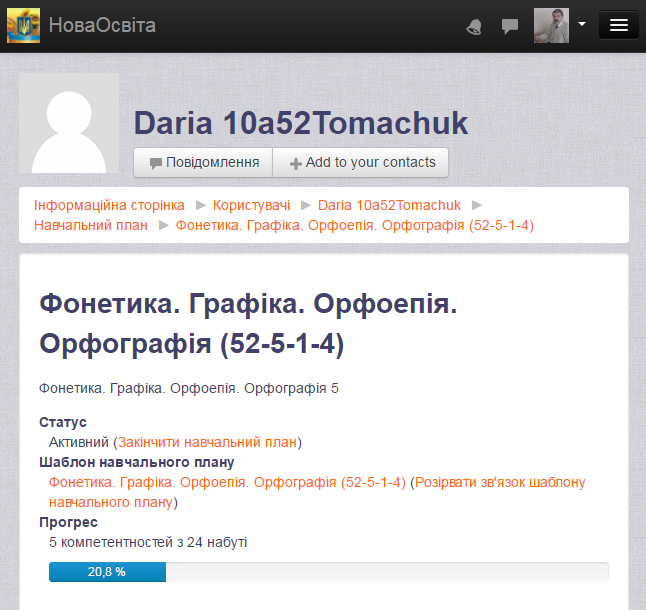 НоваОсвіта
Daria 10a52Tomachuk
Повідомлення
Add to your contacts
Інформаційна сторінка ► Користувачі ► Daria 10a52Tomachuk ►
Навчальний план ► Фонетика. Графіка. Орфоепія. Орфографія (52-5-1-4)
Фонетика. Графіка. Орфоепія.
Орфографія (52-5-1-4)
Фонетика. Графіка. Орфоепія. Орфографія 5
Статус
Активний (Закінчити навчальний план)
Шаблон навчального плану
Фонетика. Графіка. Орфоепія. Орфографія (52-5-1-4) (Розірвати зв'язок шаблону
навчального плану)
Прогрес
5 компетентностей з 24 набуті
20,8 %